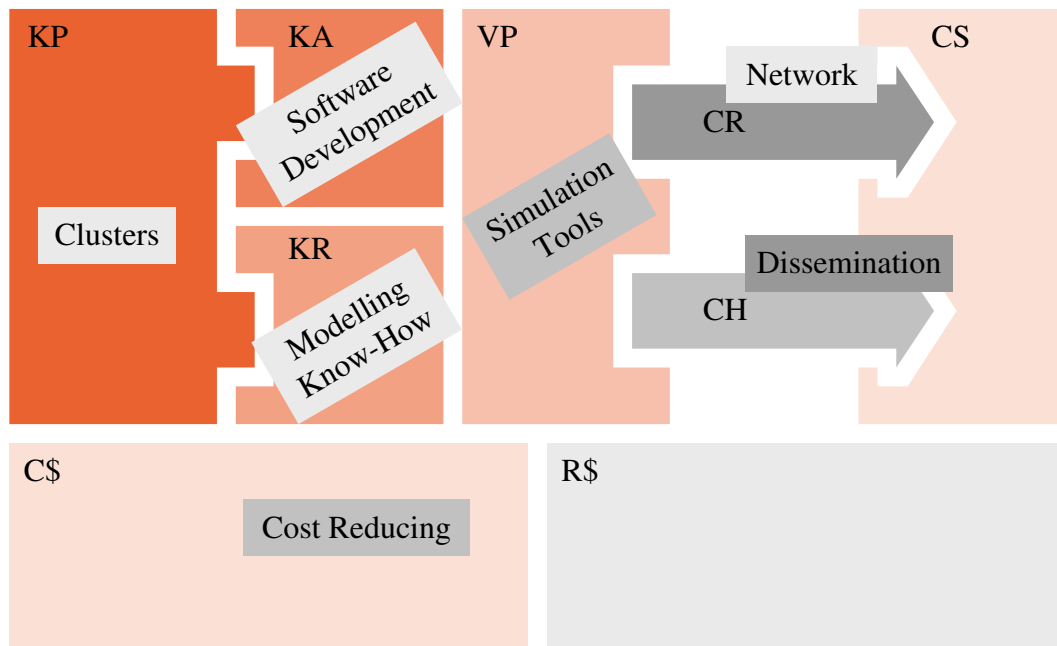 KP
Clusters
KA
Software
Development
KR
Modelling
Know-How
VP
Simulation
Tools
Network
CR
Dissemination
CH
CS
C$
Cost Reducing
R$